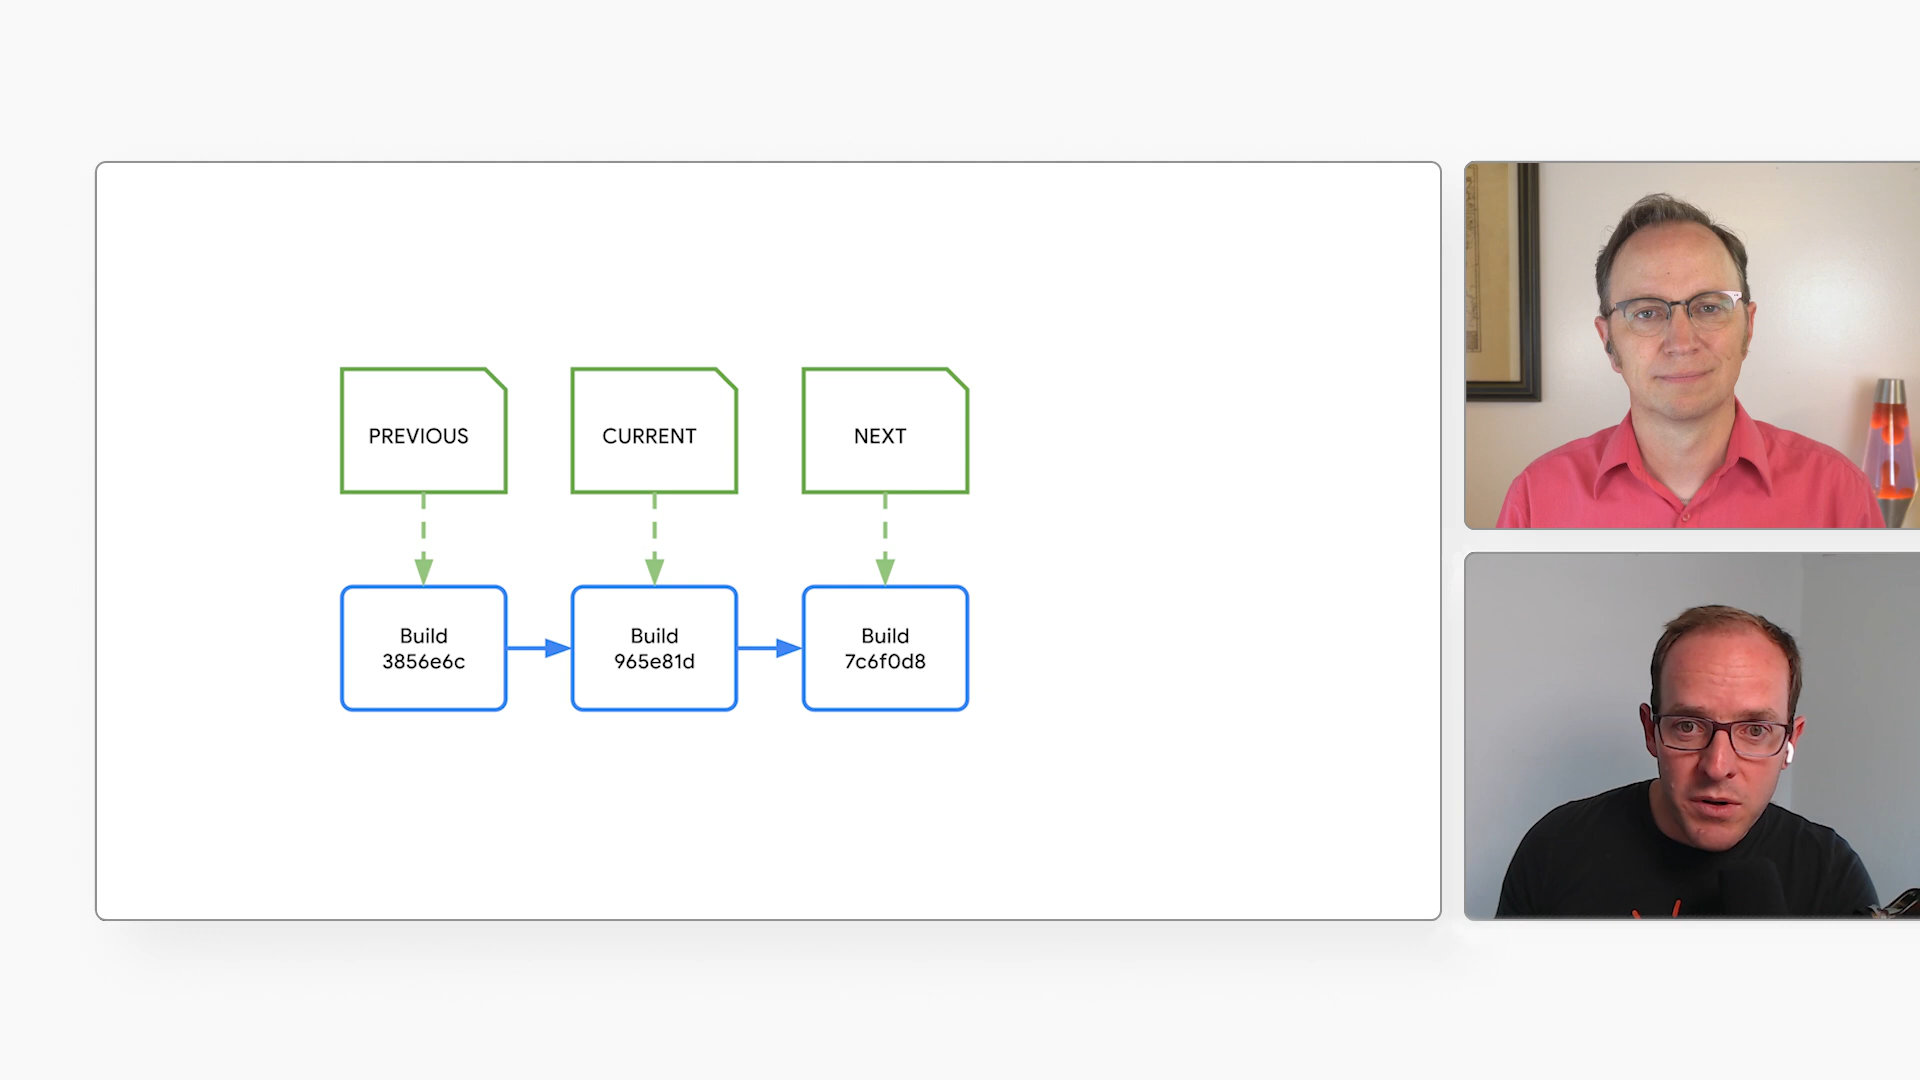 PREVIOUS
CURRENT
NEXT
Build
3856e6c
Build
965e81d
Build
7c6f0d8